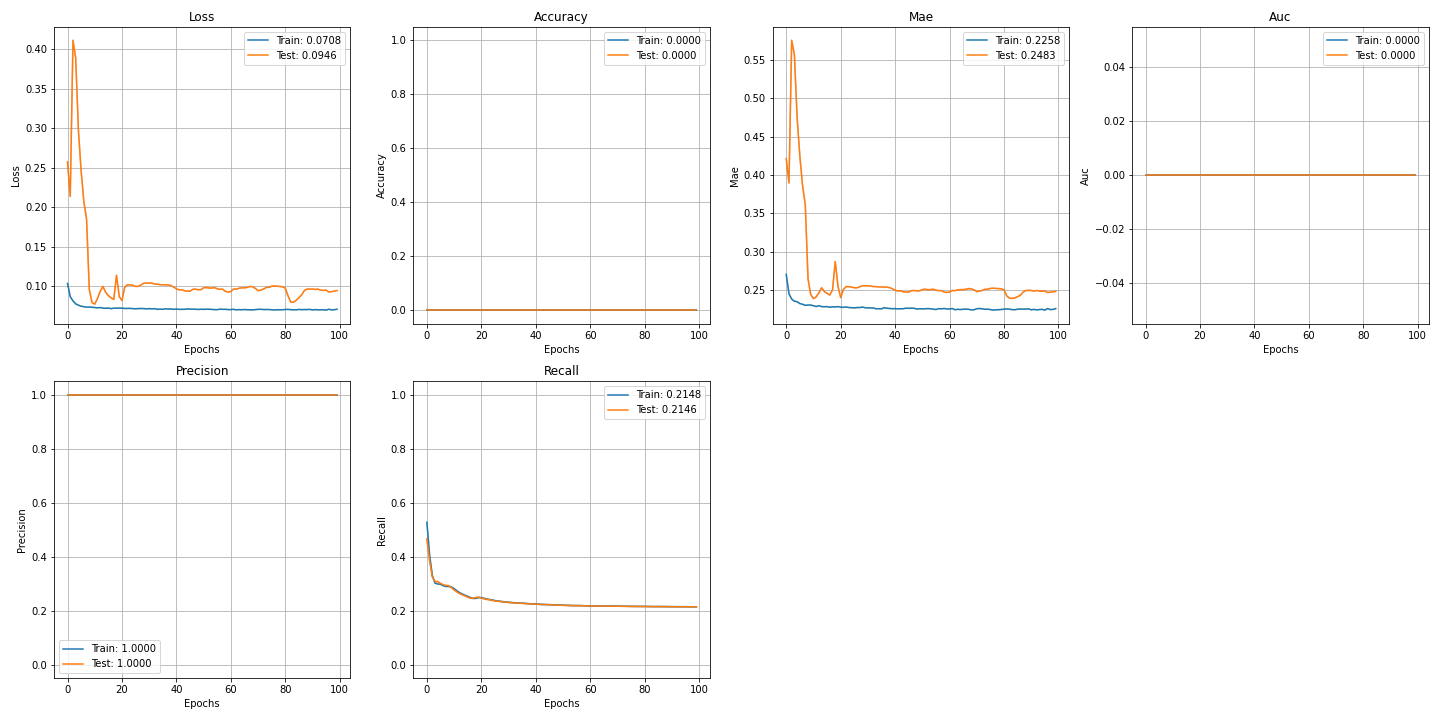 Loss
Train: 0.0708
Test: 0.0946
0.40
0.35
0.30
0.25
0.20
0.15
0.10
Loss
0 20 40 60 80 100
Epochs
Accuracy
Train: 0.0000
Test: 0.0000
1.0
0.8
0.6
0.4
0.2
0.0
Accuracy
0 20 40 60 80 100
Epochs
Mae
Train: 0.2258
Test: 0.2483
0.55
0.50
0.45
0.40
0.35
0.30
0.25
Mae
0 20 40 60 80 100
Epochs
Auc
Train: 0.0000
Test: 0.0000
0.04
0.02
0.00
−0.02
−0.04
Auc
0 20 40 60 80 100
Epochs
Precision
1.0
0.8
0.6
0.4
0.2
0.0
Precision
Train: 1.0000
Test: 1.0000
0 20 40 60 80 100
Epochs
Recall
Train: 0.2148
Test: 0.2146
1.0
0.8
0.6
0.4
0.2
0.0
Recall
0 20 40 60 80 100
Epochs